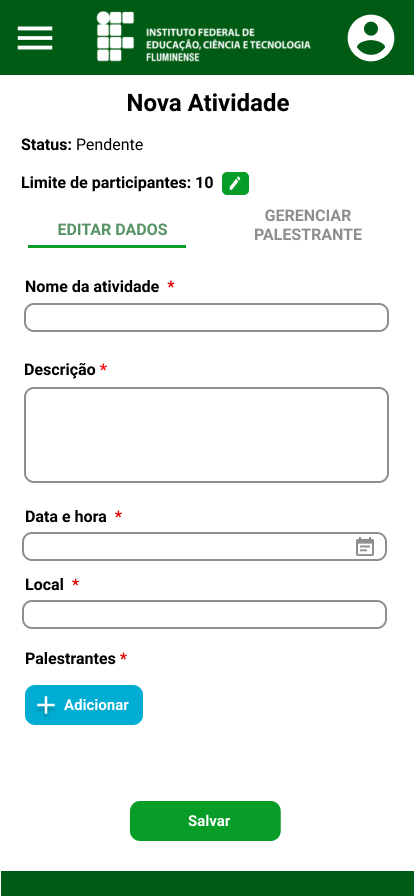 INSTITUTO FEDERAL DE
EDUCAÇÃO, CIÊNCIA E TECNOLOGIA
FLUMINENSE
Nova Atividade
Status: Pendente
Limite de participantes: 10
EDITAR DADOS
GERENCIAR
PALESTRANTE
Nome da atividade *
Descrição *
Data e hora *
Local *
Palestrantes *
Adicionar
Salvar